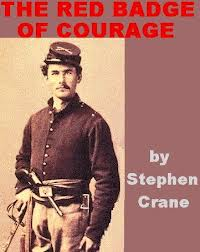 THE RED BADGE
OF COURAGE
by
Stephen
Crane